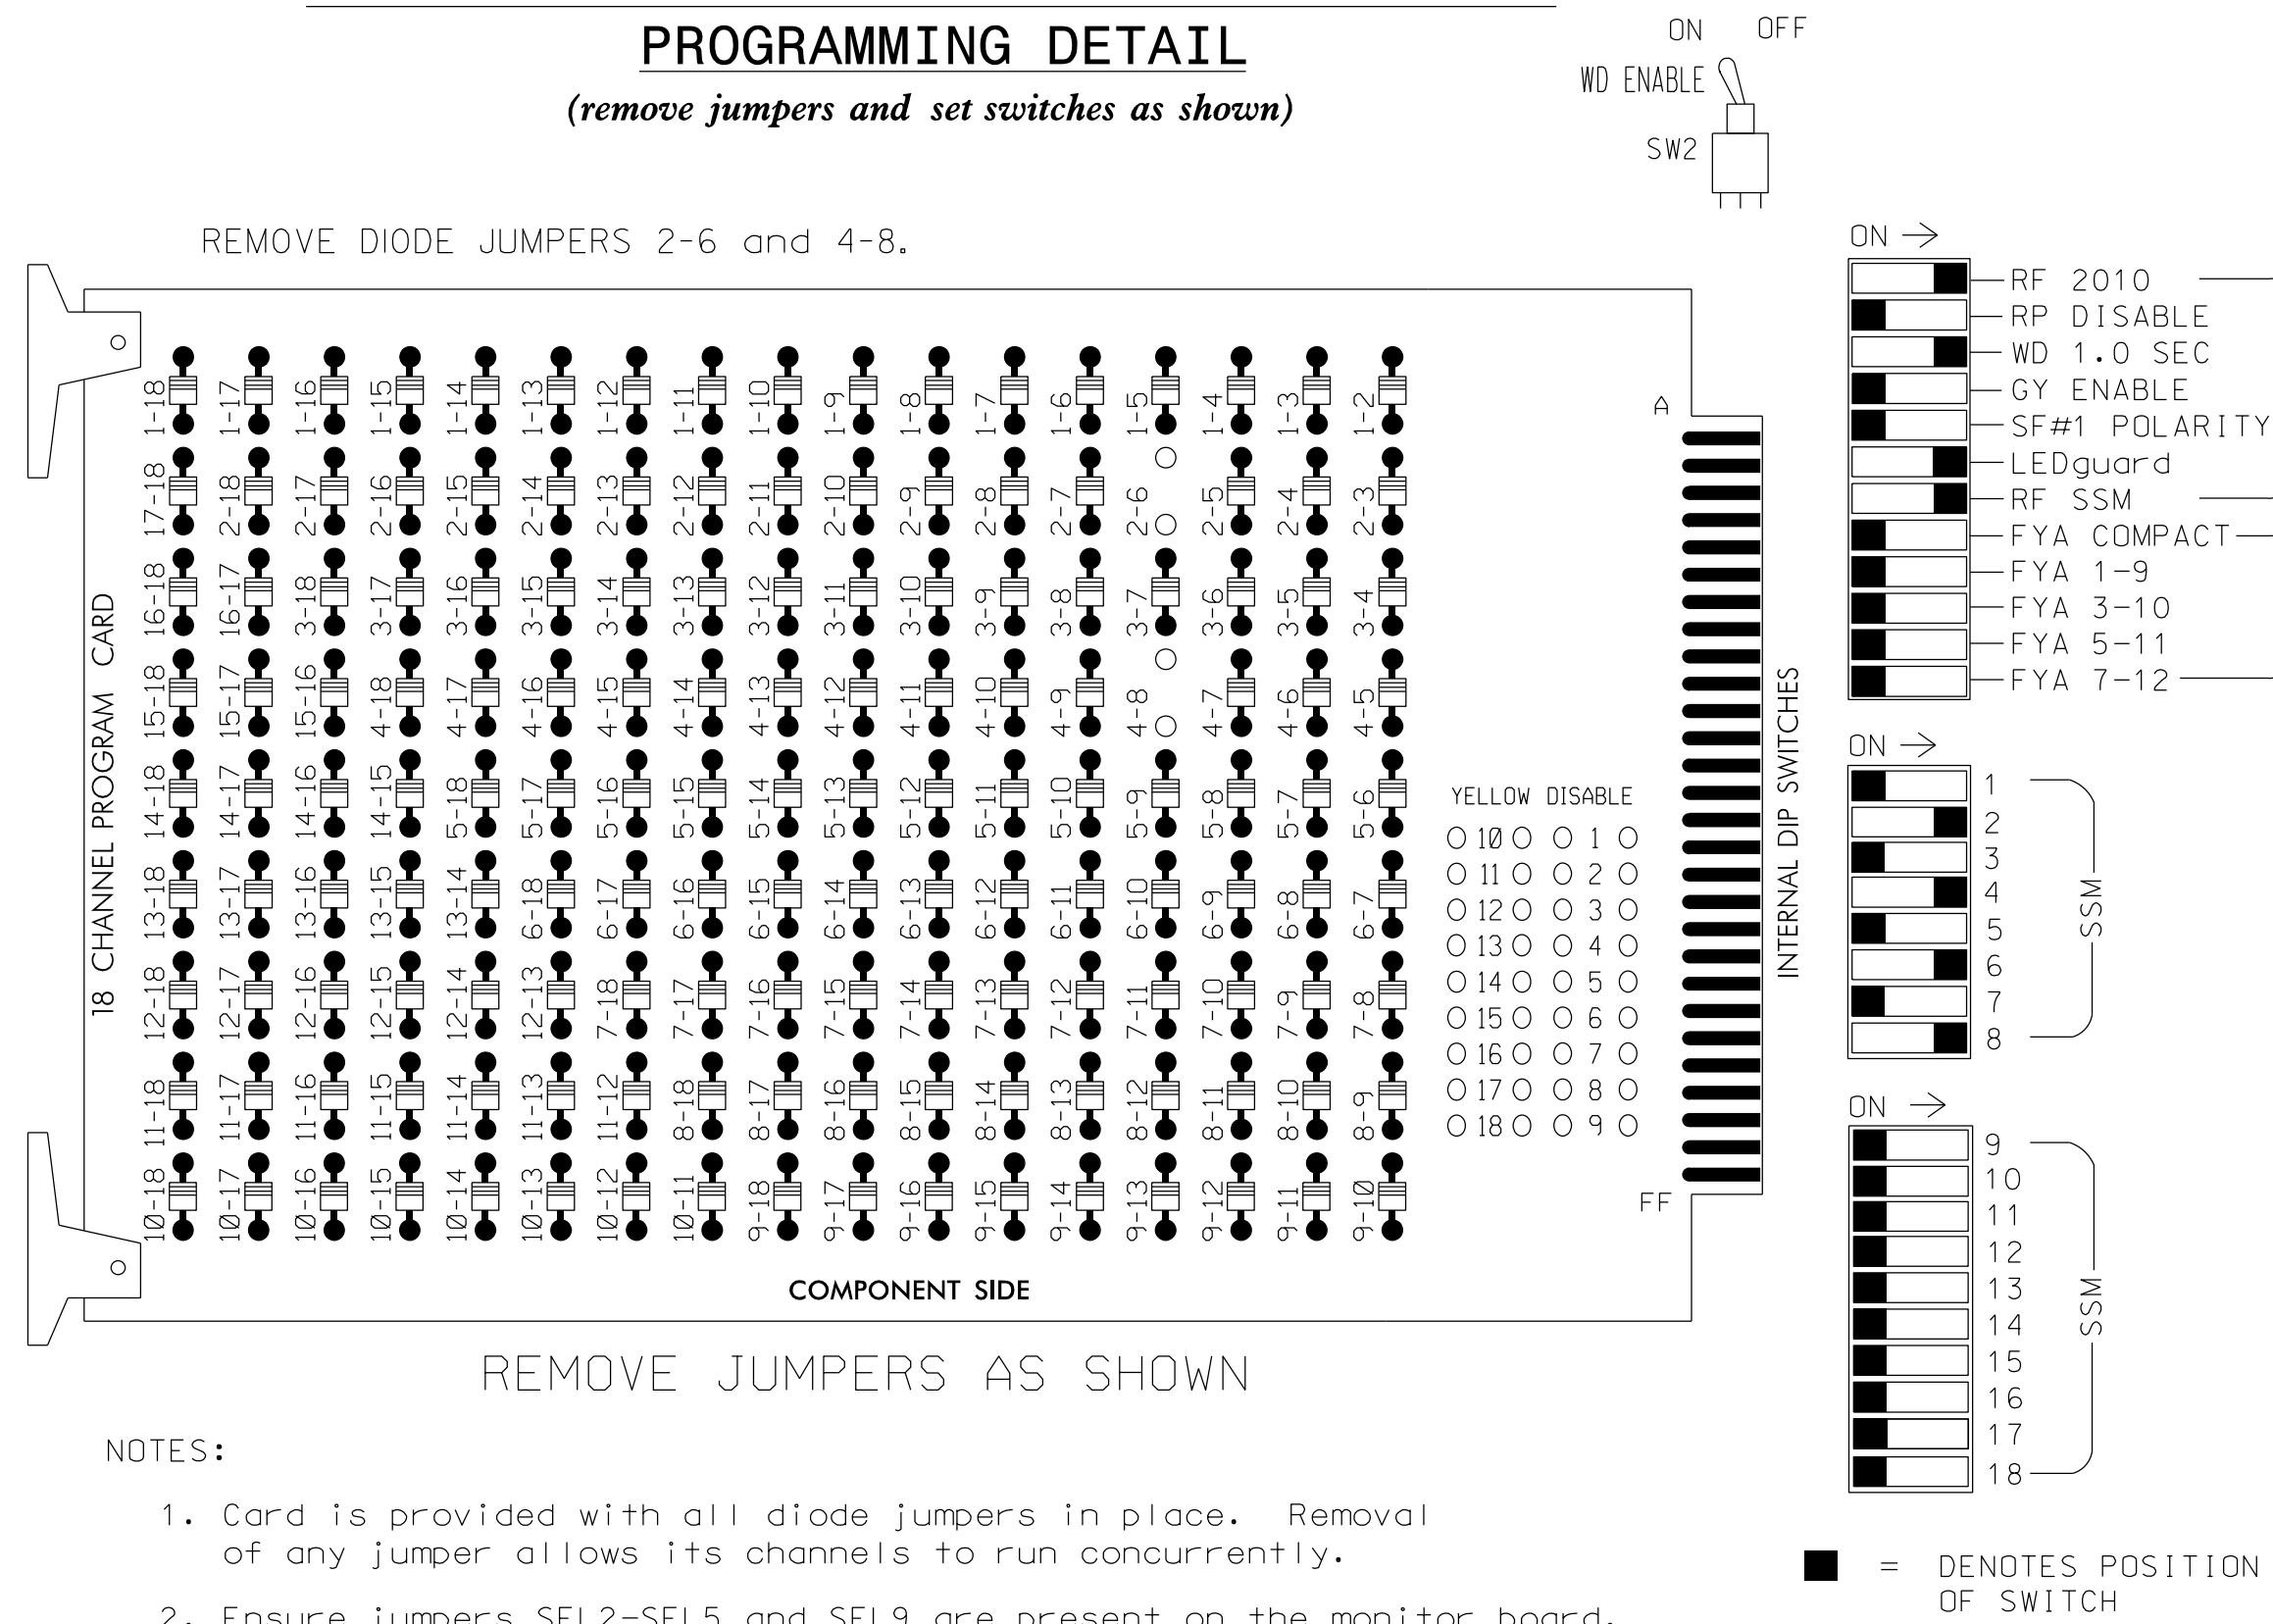 PROGRAMMING DETAIL
(remove jumpers and set switches as shown)
ON OFF
WD ENABLE
SW2
REMOVE DIODE JUMPERS 2-6 and 4-8.
18 CHANNEL PROGRAM CARD
1-18 1-17 1-16 1-15 1-14 1-13 1-12 1-11 1-10 1-9 1-8 1-7 1-6 1-5 1-4 1-3 1-2
17-18 2-18 2-17 2-16 2-15 2-14 2-13 2-12 2-11 2-10 2-9 2-8 2-7 2-6 2-5 2-4 2-3
16-18 16-17 3-18 3-17 3-16 3-15 3-14 3-13 3-12 3-11 3-10 3-9 3-8 3-7 3-6 3-5 3-4
15-18 15-17 15-16 4-18 4-17 4-16 4-15 4-14 4-13 4-12 4-11 4-10 4-9 4-8 4-7 4-6 4-5
14-18 14-17 14-16 14-15 5-18 5-17 5-16 5-15 5-14 5-13 5-12 5-11 5-10 5-9 5-8 5-7 5-6
13-18 13-17 13-16 13-15 13-14 6-18 6-17 6-16 6-15 6-14 6-13 6-12 6-11 6-10 6-9 6-8 6-7
12-18 12-17 12-16 12-15 12-14 12-13 7-18 7-17 7-16 7-15 7-14 7-13 7-12 7-11 7-10 7-9 7-8
11-18 11-17 11-16 11-15 11-14 11-13 11-12 8-18 8-17 8-16 8-15 8-14 8-13 8-12 8-11 8-10 8-9
10-18 10-17 10-16 10-15 10-14 10-13 10-12 10-11 9-18 9-17 9-16 9-15 9-14 9-13 9-12 9-11 9-10
YELLOW DISABLE
10 1
11 2
12 3
13 4
14 5
15 6
16 7
17 8
18 9
A
FF
COMPONENT SIDE
INTERNAL DIP SWITCHES
ON
RF 2010
RP DISABLE
WD 1.0 SEC
GY ENABLE
SF#1 POLARITY
LEDguard
RF SSM
FYA COMPACT
FYA 1-9
FYA 3-10
FYA 5-11
FYA 7-12
ON
1
2
3
4
5
6
7
8
SSM
ON
9
10
11
12
13
14
15
16
17
18
SSM
REMOVE JUMPERS AS SHOWN
NOTES:
1. Card is provided with all diode jumpers in place. Removal
of any jumper allows its channels to run concurrently.
2. Ensure jumpers SEL2-SEL5 and SEL9 are present on the monitor board.
= DENOTES POSITION
OF SWITCH